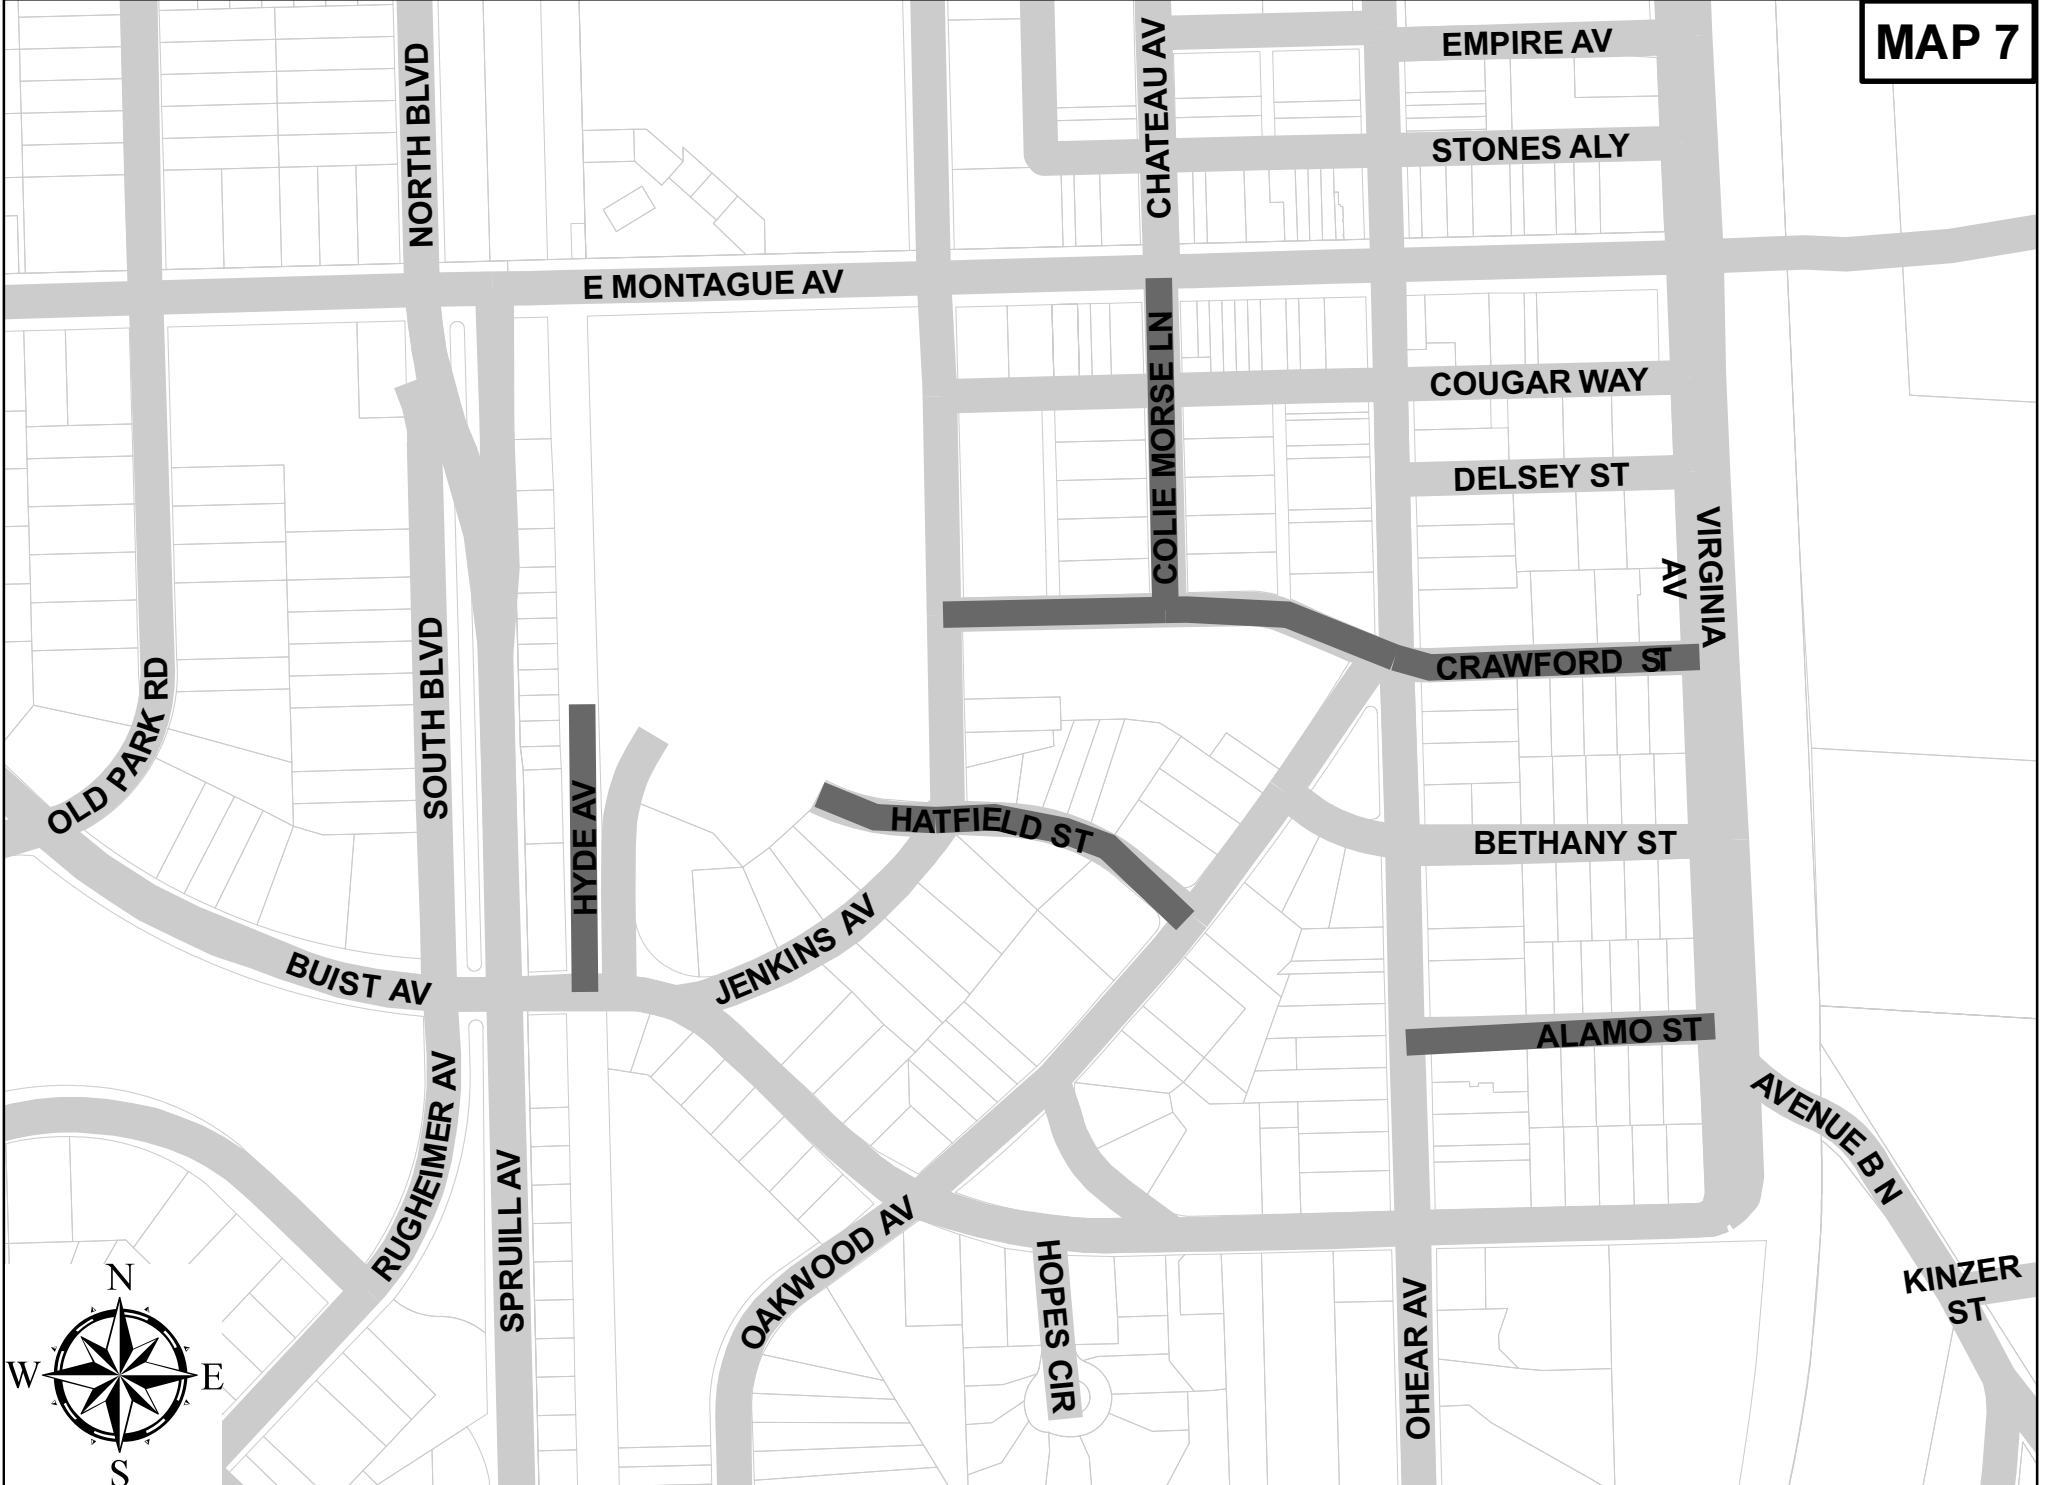 MAP 7
EMPIRE AV
CHATEAU AV
NORTH BLVD
STONES ALY
E MONTAGUE AV
COLIE MORSE LN
COUGAR WAY
DELSEY ST
VIRGINIA
AV
SOUTH BLVD
OLD PARK RD
CRAWFORD ST
HYDE AV
HATFIELD ST
BETHANY ST
JENKINS AV
BUIST AV
ALAMO ST
RUGHEIMER AV
AVENUE B N
SPRUILL AV
OAKWOOD AV
HOPES CIR
OHEAR AV
KINZER
ST
N
W
E
S